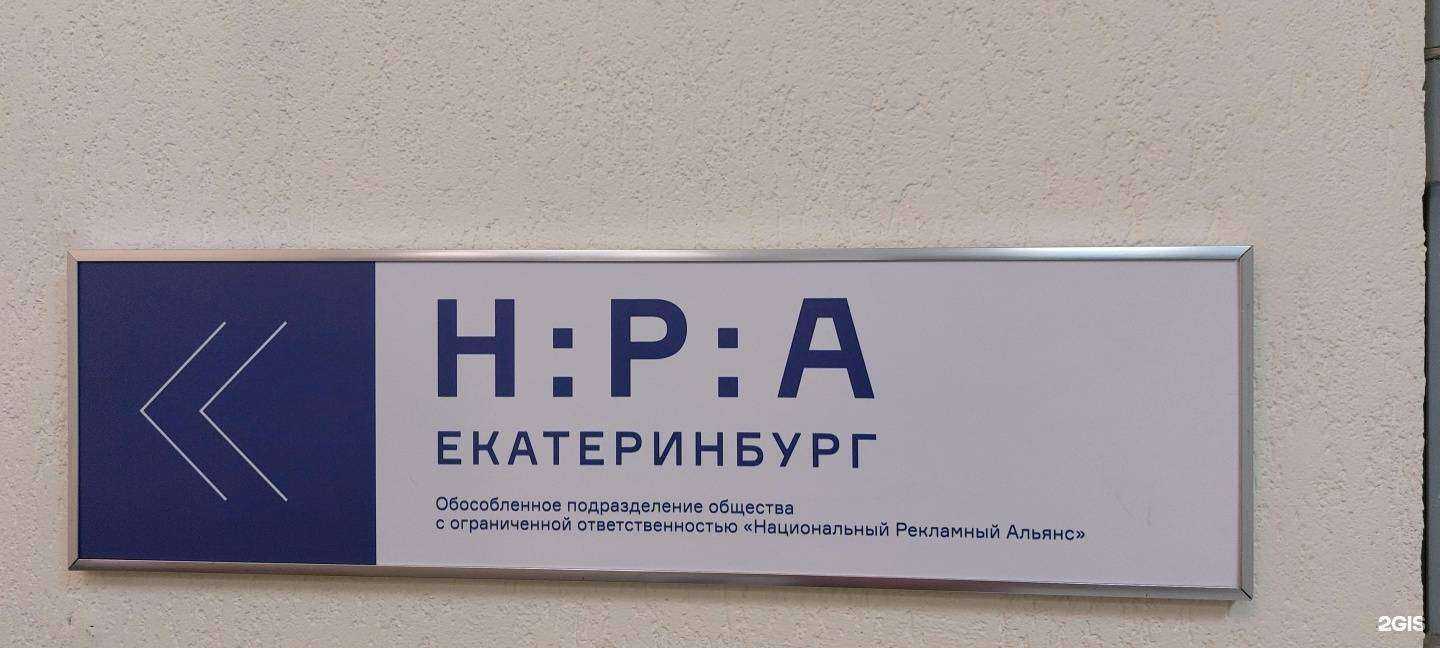 Н:Р:А
ЕКАТЕРИНБУРГ
Обособленное подразделение общества
с ограниченной ответственностью «Национальный Рекламный Альянс»
2GIS